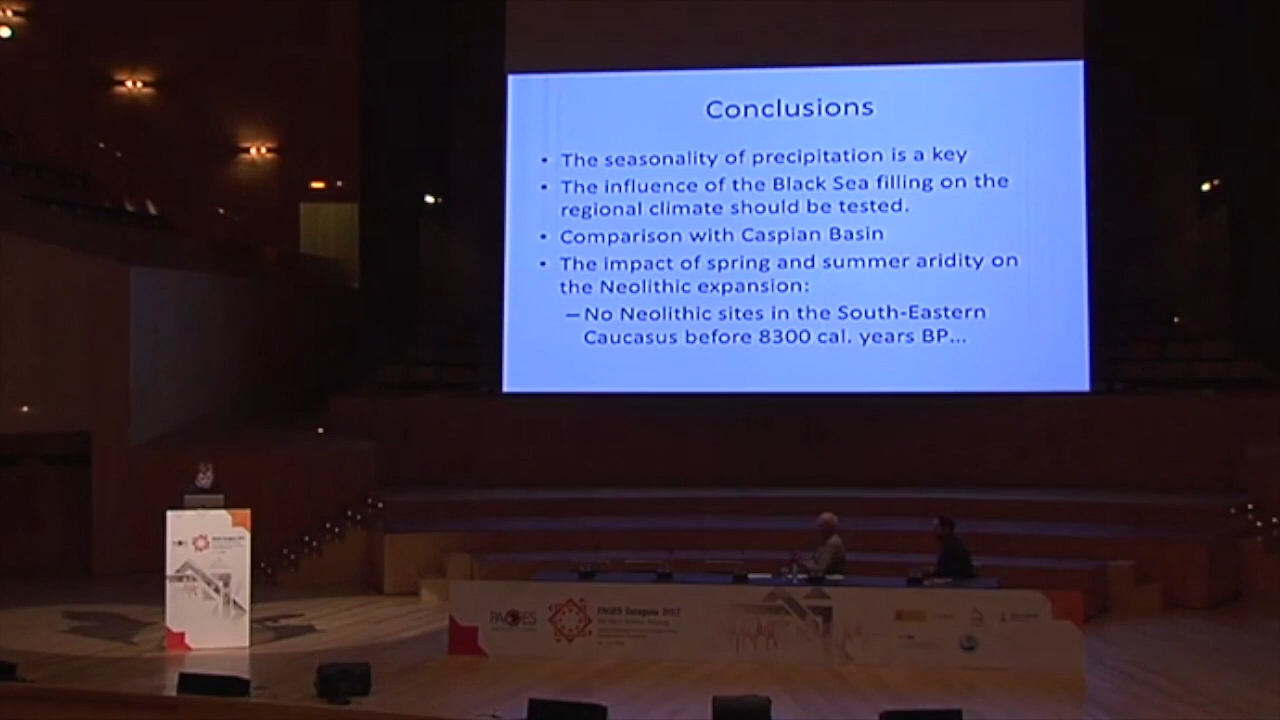 Conclusions
• The seasonality of precipitation is a key
• The influence of the Black Sea filling on the
regional climate should be tested.
• Comparison with Caspian Basin
• The impact of spring and summer aridity on
the Neolithic expansion:
–No Neolithic sites in the South-Eastern
Caucasus before 8300 cal. years BP...
PAGES
PAGES Zaragoza 2017